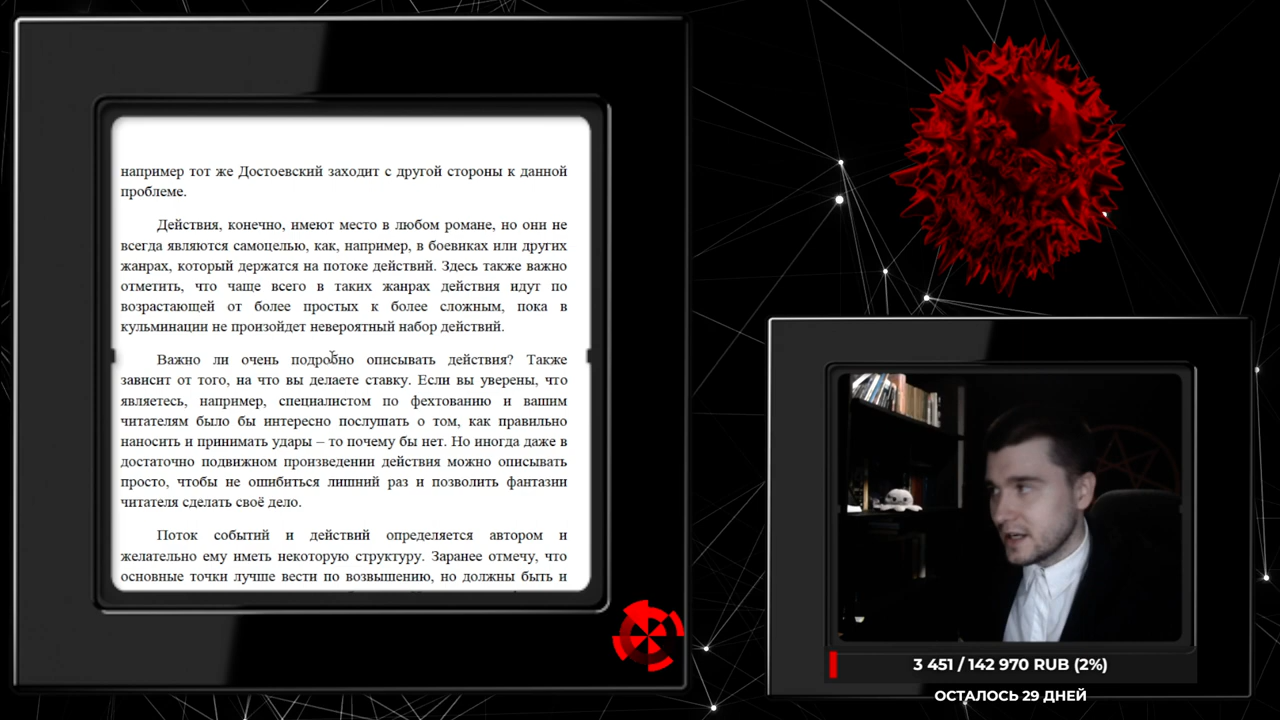 например тот же Достоевский заходит с другой стороны к данной
проблеме.
Действия, конечно, имеют место в любом романе, но они не
всегда являются самоцелью, как, например, в боевиках или других
жанрах, который держатся на потоке действий. Здесь также важно
отметить, что чаще всего в таких жанрах действия идут по
возрастающей от более простых к более сложным, пока в
кульминации не произойдет невероятный набор действий.
Важно ли очень подробно описывать действия? Также
зависит от того, на что вы делаете ставку. Если вы уверены, что
являетесь, например, специалистом по фехтованию и вашим
читателям было бы интересно послушать о том, как правильно
наносить и принимать удары – то почему бы нет. Но иногда даже в
достаточно подвижном произведении действия можно описывать
просто, чтобы не ошибиться лишний раз и позволить фантазии
читателя сделать своё дело.
Поток событий и действий определяется автором и
желательно ему иметь некоторую структуру. Заранее отмечу, что
основные точки лучше вести по возвышению, но должны быть и
3 451 / 142 970 RUB (2%)
ОСТАЛОСЬ 29 ДНЕЙ